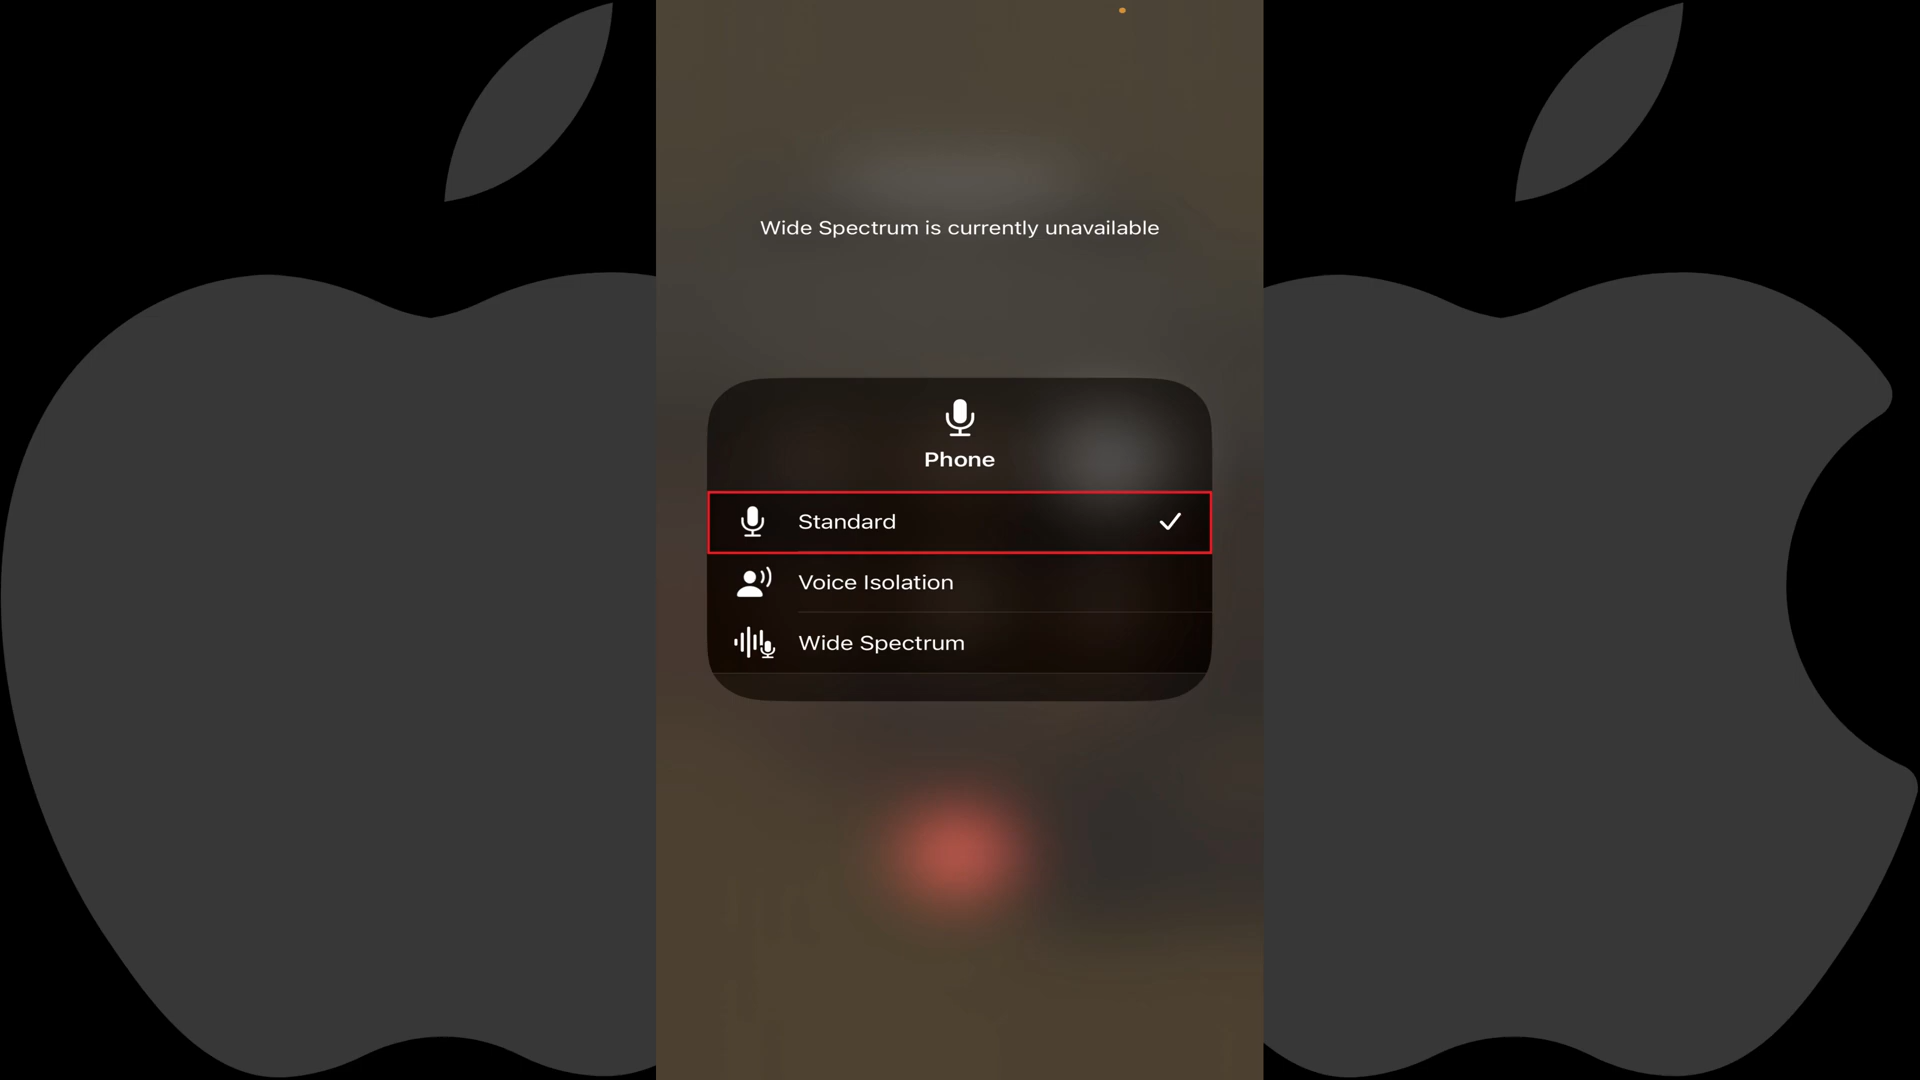 Wide Spectrum is currently unavailable
Phone
Standard
Voice Isolation
Wide Spectrum